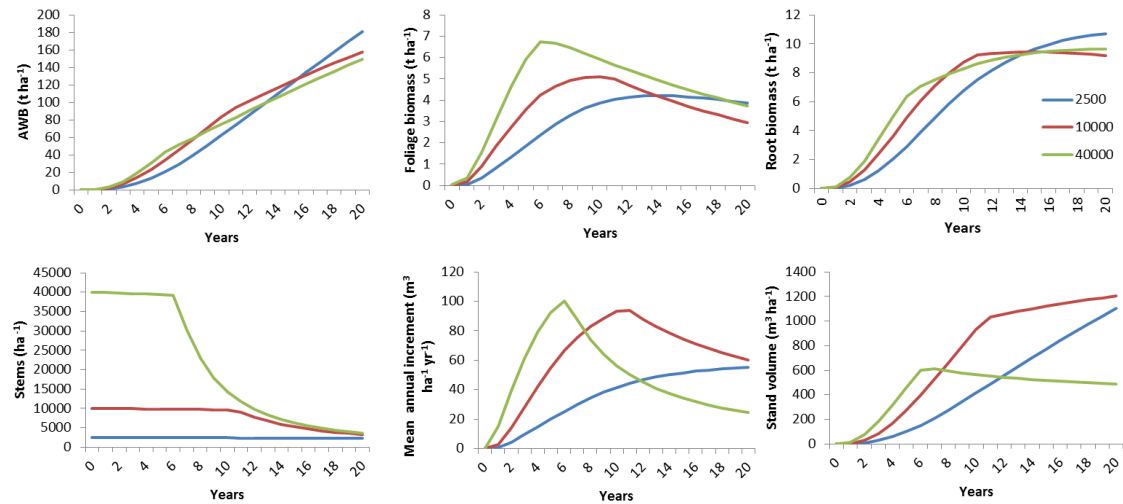 AWB (t ha⁻¹)
200
180
160
140
120
100
80
60
40
20
0
0 2 4 6 8 10 12 14 16 18 20
Years
Foliage biomass (t ha⁻¹)
8
7
6
5
4
3
2
1
0
0 2 4 6 8 10 12 14 16 18 20
Years
Root biomass (t ha⁻¹)
12
10
8
6
4
2
0
0 2 4 6 8 10 12 14 16 18 20
Years
2500
10000
40000
Stems (ha⁻¹)
45000
40000
35000
30000
25000
20000
15000
10000
5000
0
0 2 4 6 8 10 12 14 16 18 20
Years
Mean annual increment (m³
ha⁻¹ yr⁻¹)
120
100
80
60
40
20
0
0 2 4 6 8 10 12 14 16 18 20
Years
Stand volume (m³ ha⁻¹)
1400
1200
1000
800
600
400
200
0
0 2 4 6 8 10 12 14 16 18 20
Years